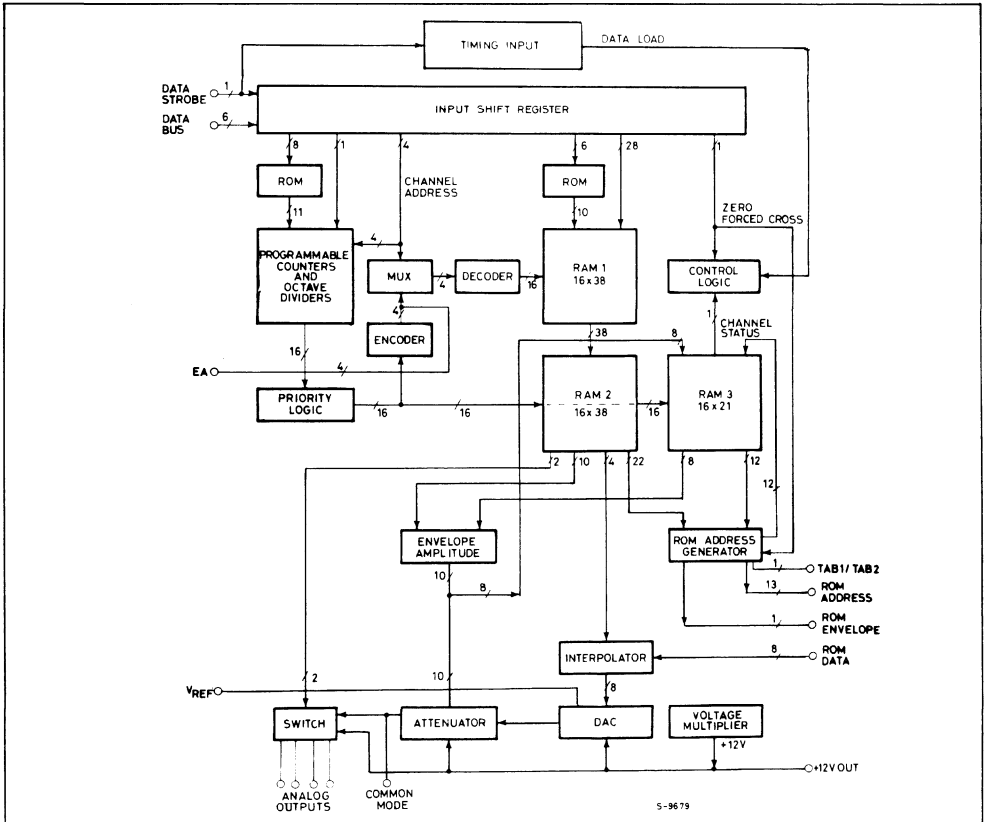 TIMING INPUT
DATA LOAD
DATA
STROBE
1
INPUT SHIFT REGISTER
DATA
BUS
6
8
1
4
6
28
1
ROM
CHANNEL
ADDRESS
ROM
11
10
ZERO
FORCED CROSS
PROGRAMMABLE
COUNTERS
AND
OCTAVE
DIVIDERS
4
MUX
4
DECODER
16
RAM 1
16 x 38
CONTROL
LOGIC
4
ENCODER
1
CHANNEL
STATUS
38
8
16
EA
4
PRIORITY
LOGIC
16
16
RAM 2
16 x 38
16
RAM 3
16 x 21
2
10
4
22
8
12
12
ENVELOPE
AMPLITUDE
ROM ADDRESS
GENERATOR
1
TAB1/TAB2
10
8
13
ROM
ADDRESS
1
ROM
ENVELOPE
INTERPOLATOR
8
ROM
DATA
2
10
8
VREF
SWITCH
ATTENUATOR
DAC
VOLTAGE
MULTIPLIER
+12V
+12V OUT
ANALOG
OUTPUTS
COMMON
MODE
S-9679